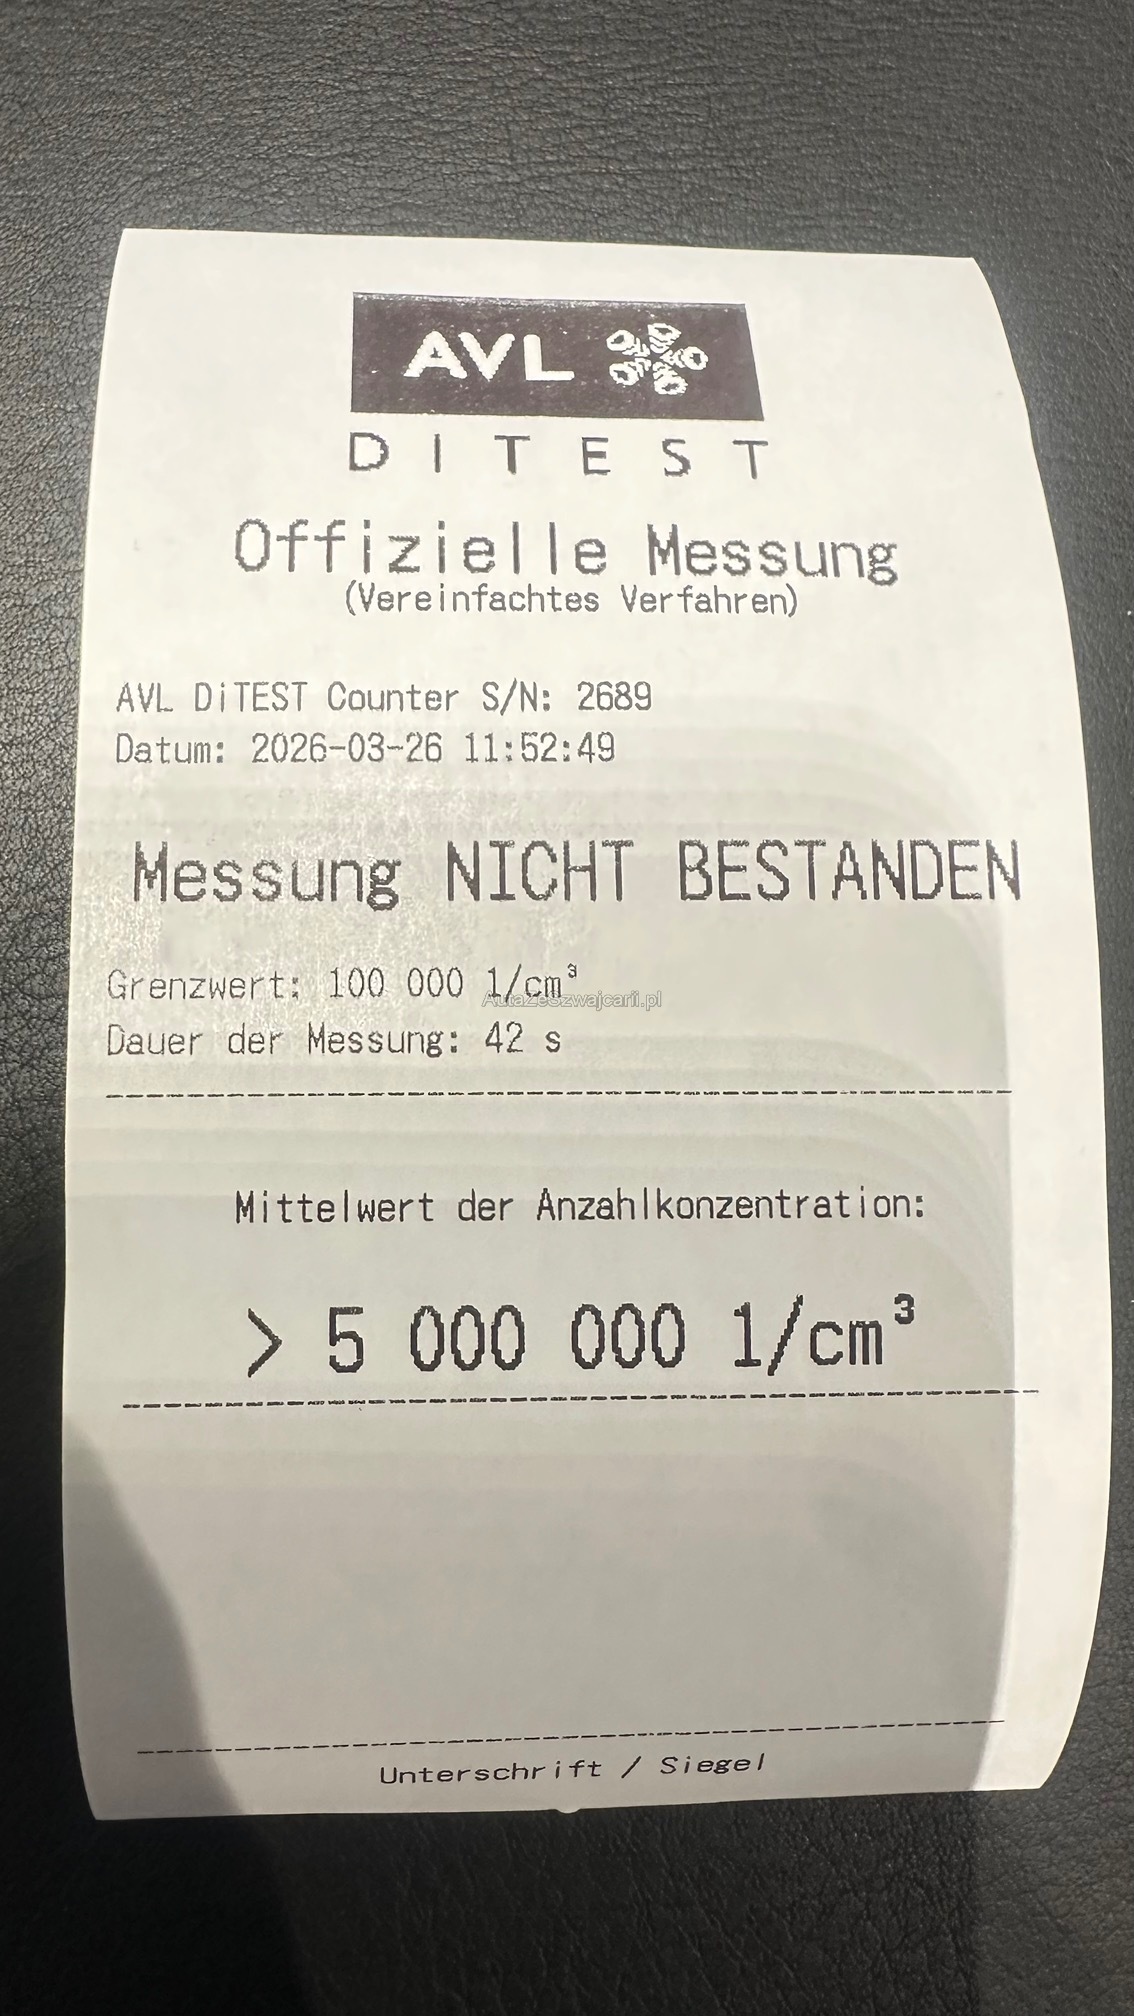 AVL
DITEST
Offizielle Messung
(Vereinfachtes Verfahren)
AVL DiTEST Counter S/N: 2689
Datum: 2026-03-26 11:52:49
Messung NICHT BESTANDEN
Grenzwert: 100 000 1/cm³
AutaZeSzwajcarii.pl
Dauer der Messung: 42 s
Mittelwert der Anzahlkonzentration:
> 5 000 000 1/cm³
Unterschrift / Siegel